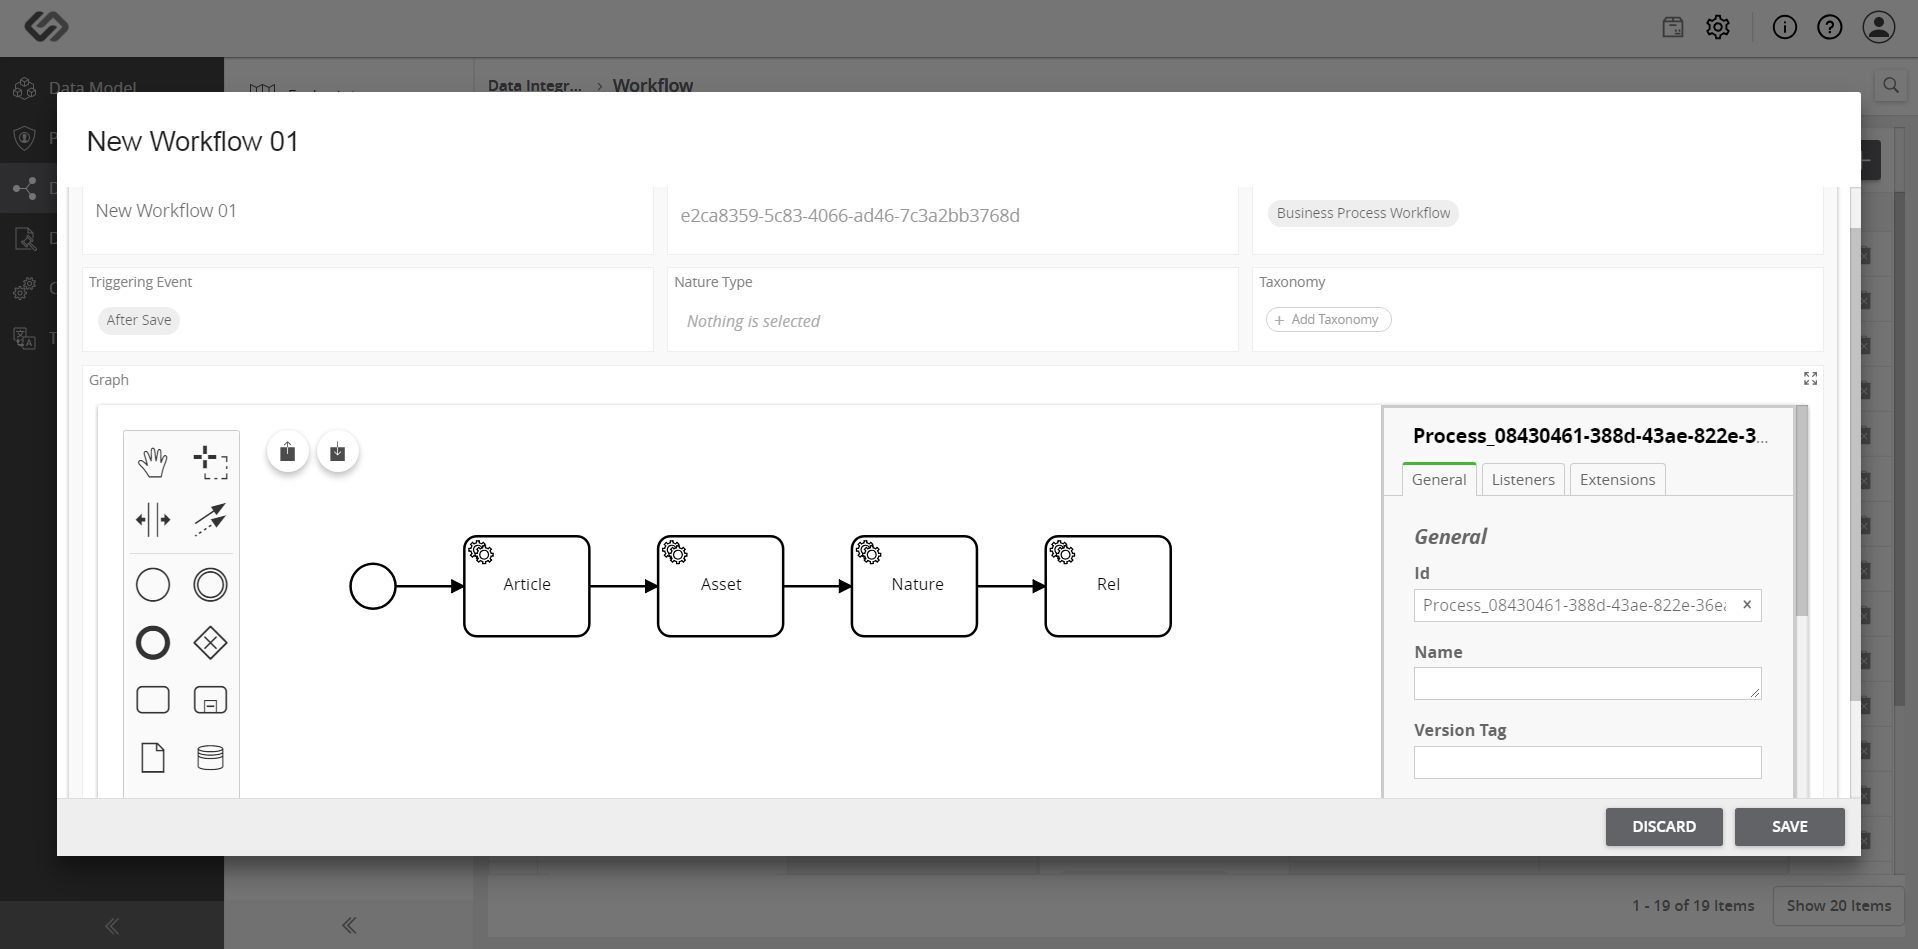 Data Model
Data Integr... › Workflow
New Workflow 01
New Workflow 01
e2ca8359-5c83-4066-ad46-7c3a2bb3768d
Business Process Workflow
Triggering Event
After Save
Nature Type
Nothing is selected
Taxonomy
+ Add Taxonomy
Graph
Article
Asset
Nature
Rel
Process_08430461-388d-43ae-822e-3...
General
Listeners
Extensions
General
Id
Process_08430461-388d-43ae-822e-36ea
Name
Version Tag
DISCARD
SAVE
1 - 19 of 19 Items
Show 20 Items